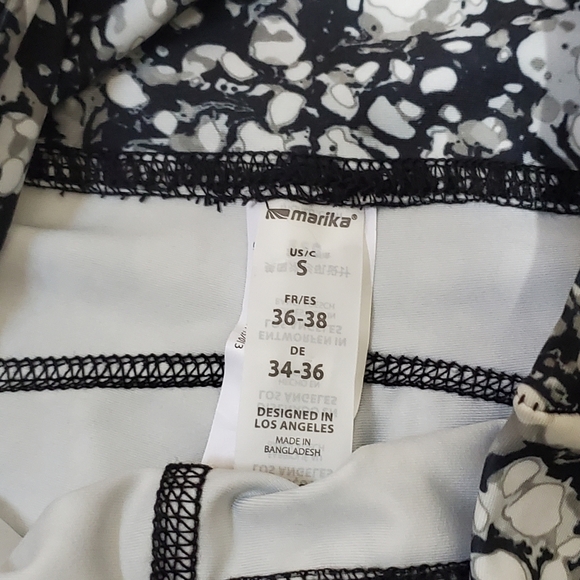 marika®
US/C
S
FR/ES
36-38
DE
34-36
DESIGNED IN
LOS ANGELES
MADE IN
BANGLADESH